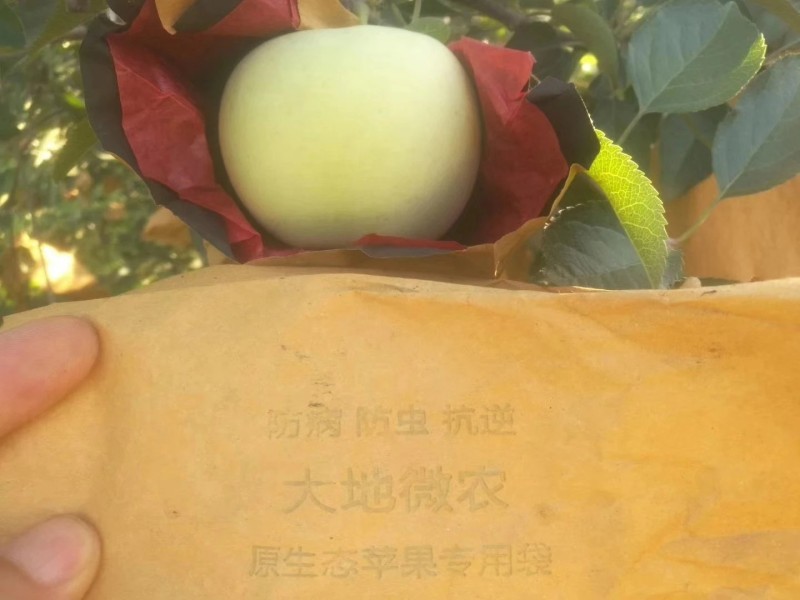 防病 防虫 抗逆
大地微农
原生态苹果专用袋